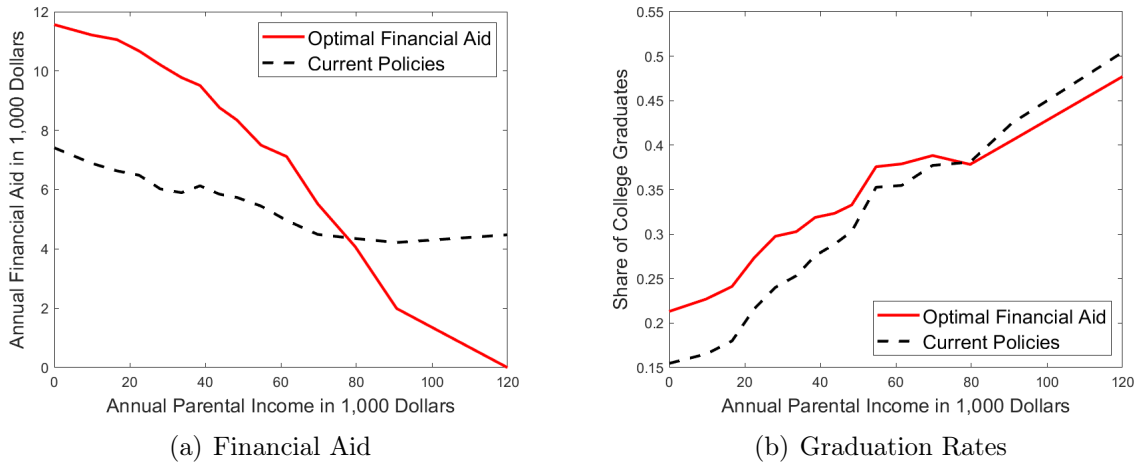 Annual Financial Aid in 1,000 Dollars
12
10
8
6
4
2
0
Optimal Financial Aid
Current Policies
0 20 40 60 80 100 120
Annual Parental Income in 1,000 Dollars
(a) Financial Aid
Share of College Graduates
0.55
0.5
0.45
0.4
0.35
0.3
0.25
0.2
0.15
Optimal Financial Aid
Current Policies
0 20 40 60 80 100 120
Annual Parental Income in 1,000 Dollars
(b) Graduation Rates